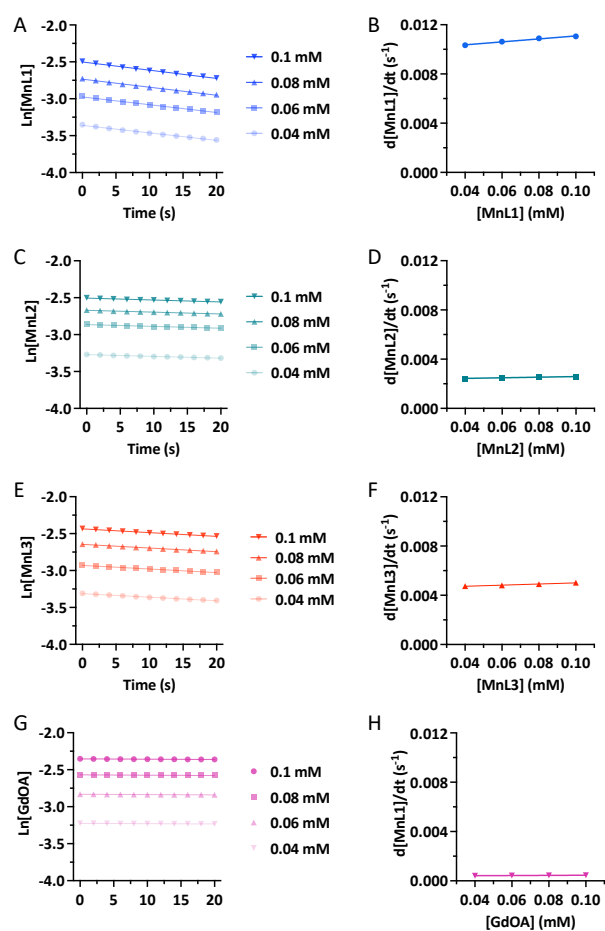 A
Ln[MnL1]
-2.0
-2.5
-3.0
-3.5
-4.0
0 5 10 15 20
Time (s)
0.1 mM
0.08 mM
0.06 mM
0.04 mM
B
d[MnL1]/dt (s-1)
0.012
0.008
0.004
0.000
0.04 0.06 0.08 0.10
[MnL1] (mM)
C
Ln[MnL2]
-2.0
-2.5
-3.0
-3.5
-4.0
0 5 10 15 20
Time (s)
0.1 mM
0.08 mM
0.06 mM
0.04 mM
D
d[MnL2]/dt (s-1)
0.012
0.008
0.004
0.000
0.04 0.06 0.08 0.10
[MnL2] (mM)
E
Ln[MnL3]
-2.0
-2.5
-3.0
-3.5
-4.0
0 5 10 15 20
Time (s)
0.1 mM
0.08 mM
0.06 mM
0.04 mM
F
d[MnL3]/dt (s-1)
0.012
0.008
0.004
0.000
0.04 0.06 0.08 0.10
[MnL3] (mM)
G
Ln[GdOA]
-2.0
-2.5
-3.0
-3.5
-4.0
0 5 10 15 20
Time (s)
0.1 mM
0.08 mM
0.06 mM
0.04 mM
H
d[MnL1]/dt (s-1)
0.012
0.008
0.004
0.000
0.04 0.06 0.08 0.10
[GdOA] (mM)